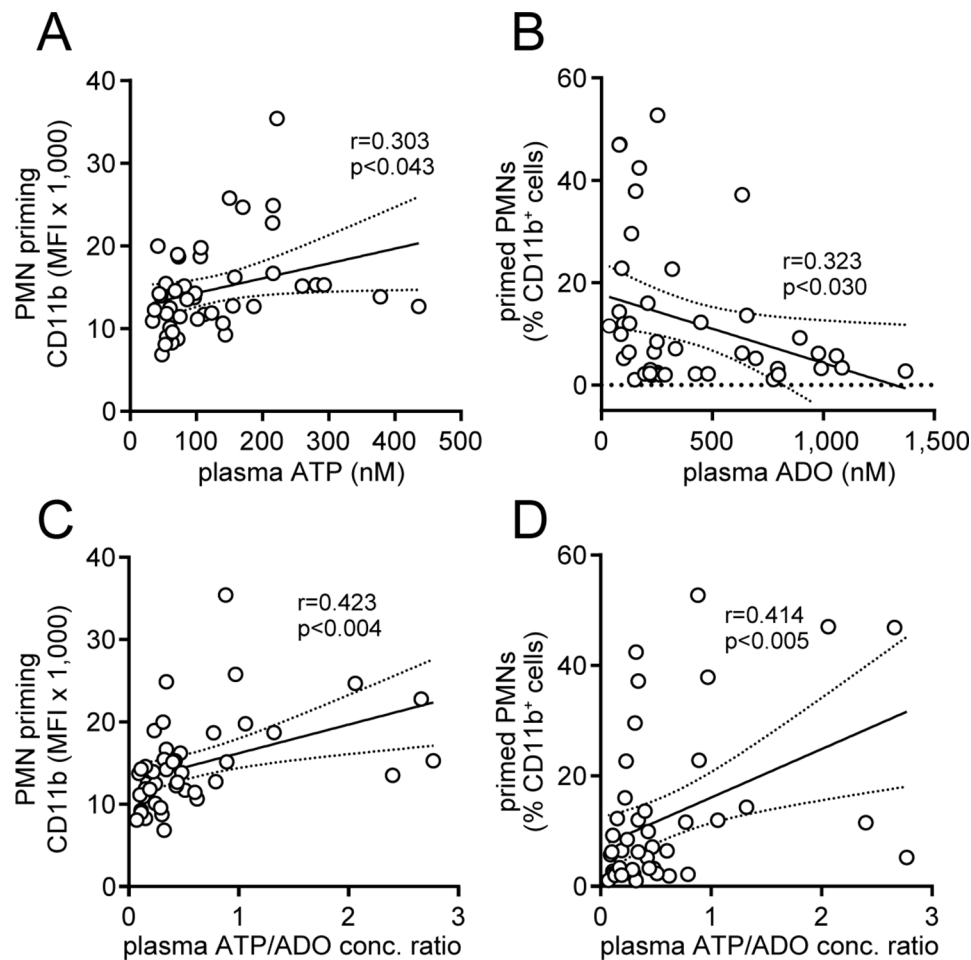 A
PMN priming
CD11b (MFI x 1,000)
40
30
20
10
0
r=0.303
p<0.043
0 100 200 300 400 500
plasma ATP (nM)
B
primed PMNs
(% CD11b+ cells)
60
40
20
0
r=0.323
p<0.030
0 500 1,000 1,500
plasma ADO (nM)
C
PMN priming
CD11b (MFI x 1,000)
40
30
20
10
0
r=0.423
p<0.004
0 1 2 3
plasma ATP/ADO conc. ratio
D
primed PMNs
(% CD11b+ cells)
60
40
20
0
r=0.414
p<0.005
0 1 2 3
plasma ATP/ADO conc. ratio